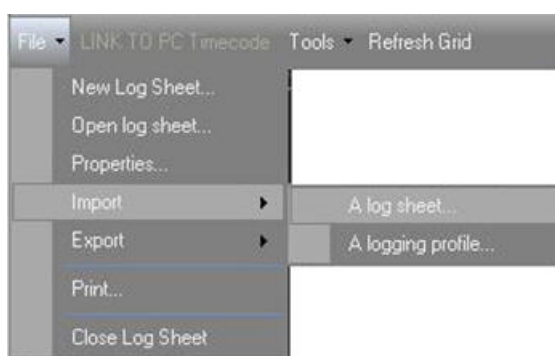 File LINK TO PC Timecode Tools Refresh Grid
New Log Sheet...
Open log sheet...
Properties...
Import A log sheet...
Export A logging profile...
Print...
Close Log Sheet